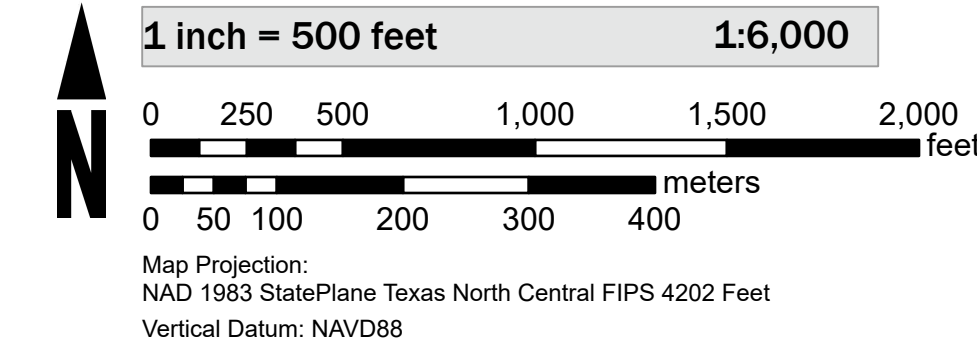 1 inch = 500 feet 1:6,000
0 250 500 1,000 1,500 2,000
feet
meters
0 50 100 200 300 400
N
Map Projection:
NAD 1983 StatePlane Texas North Central FIPS 4202 Feet
Vertical Datum: NAVD88